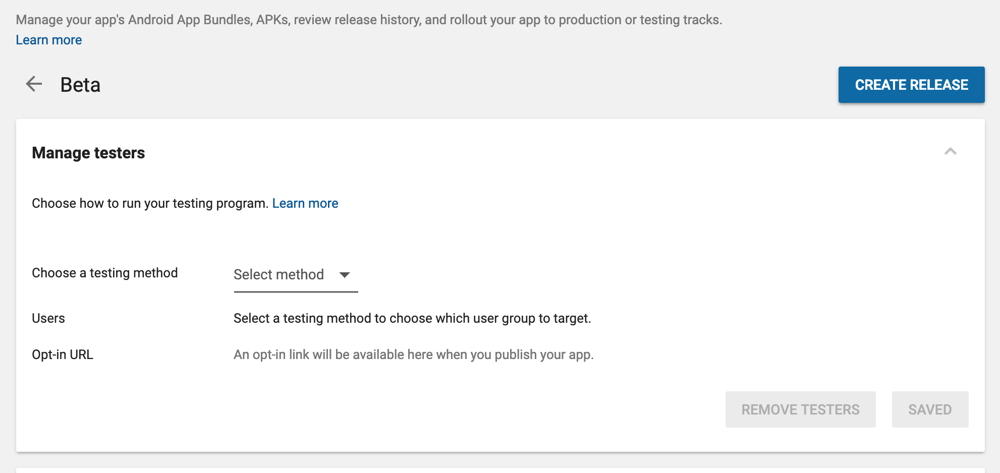 Manage your app's Android App Bundles, APKs, review release history, and rollout your app to production or testing tracks.
Learn more
Beta
CREATE RELEASE
Manage testers
Choose how to run your testing program. Learn more
Choose a testing method
Select method
Users
Select a testing method to choose which user group to target.
Opt-in URL
An opt-in link will be available here when you publish your app.
REMOVE TESTERS
SAVED